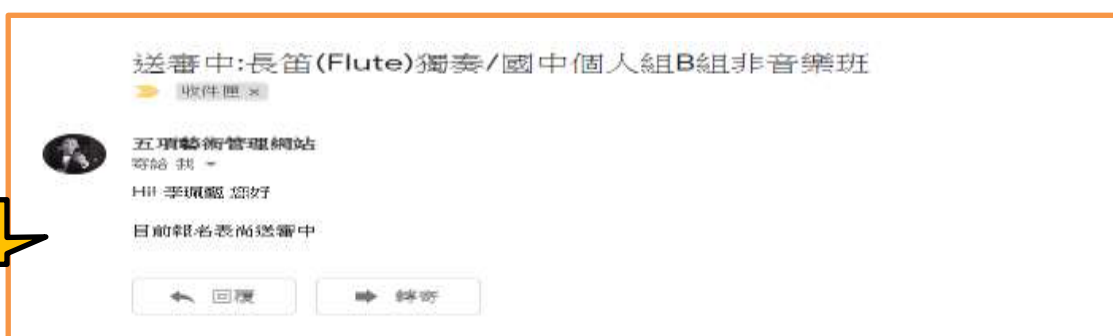 送審中:長笛(Flute)獨奏/國中個人組B組非音樂班
收件匣 ×
五項藝術管理網站
寄給 我
Hi! 李珮 您好
目前報名表尚送審中
回覆
轉寄